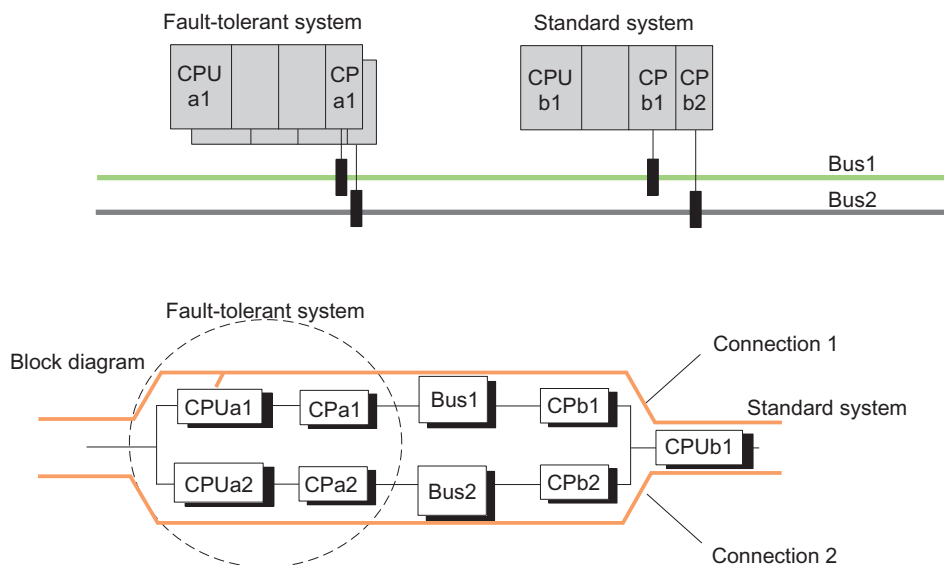 Fault-tolerant system
Standard system
CPU
a1
CP
a1
CPU
b1
CP
b1
CP
b2
Bus1
Bus2
Fault-tolerant system
Block diagram
Connection 1
Standard system
CPUa1
CPa1
Bus1
CPb1
CPUb1
CPUa2
CPa2
Bus2
CPb2
Connection 2